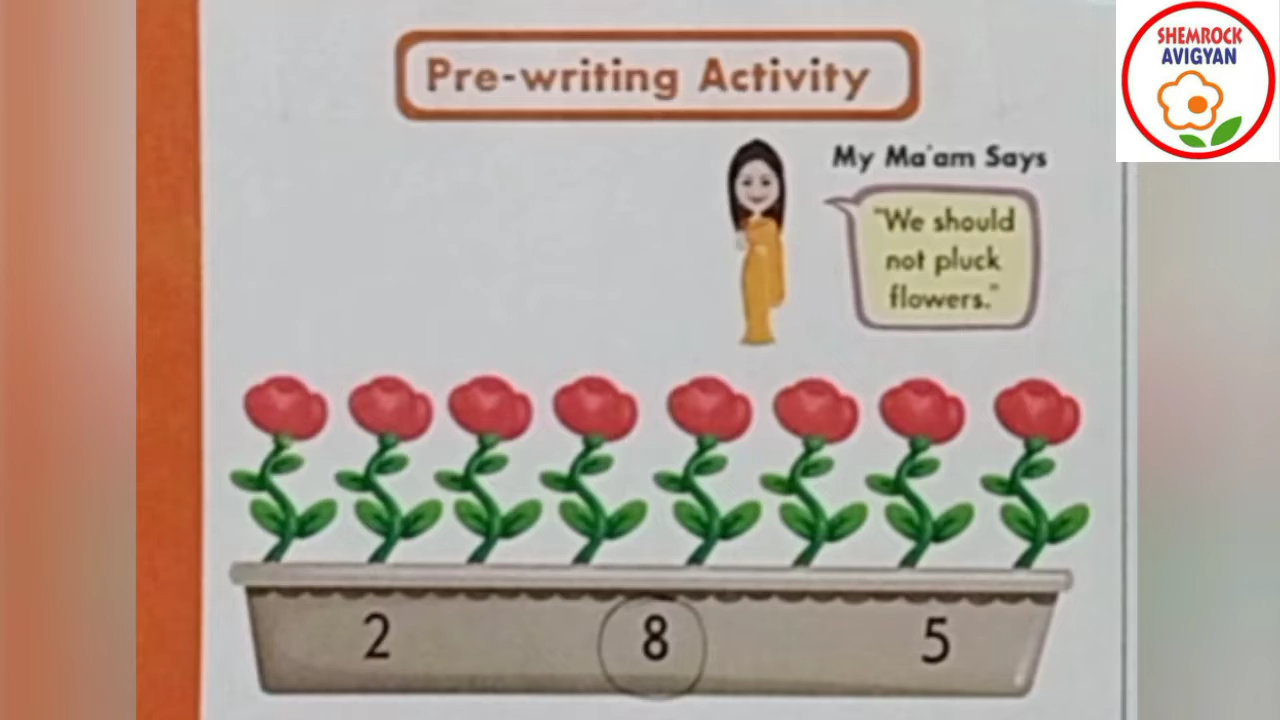 SHEMROCK
AVIGYAN
Pre-writing Activity
My Ma'am Says
"We should
not pluck
flowers."
2 8 5